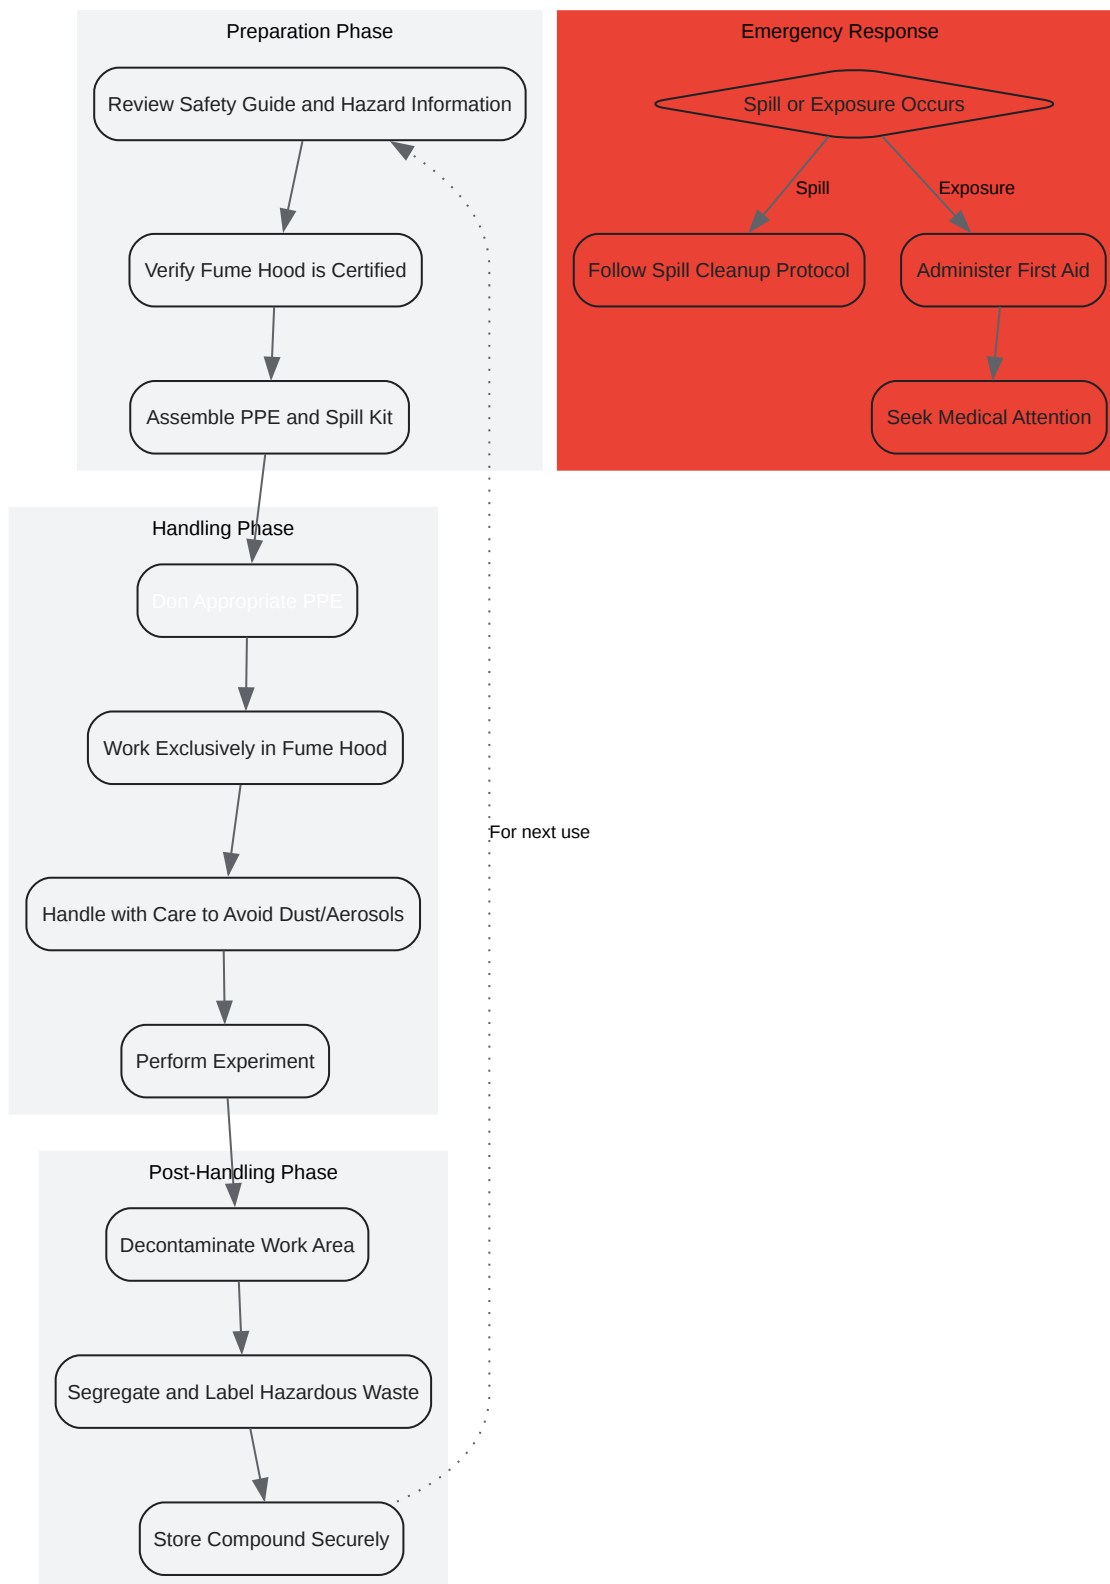 Preparation Phase
Review Safety Guide and Hazard Information
Verify Fume Hood is Certified
Assemble PPE and Spill Kit
Emergency Response
Spill or Exposure Occurs
Spill
Exposure
Follow Spill Cleanup Protocol
Administer First Aid
Seek Medical Attention
Handling Phase
Don Appropriate PPE
Work Exclusively in Fume Hood
For next use
Handle with Care to Avoid Dust/Aerosols
Perform Experiment
Post-Handling Phase
Decontaminate Work Area
Segregate and Label Hazardous Waste
Store Compound Securely